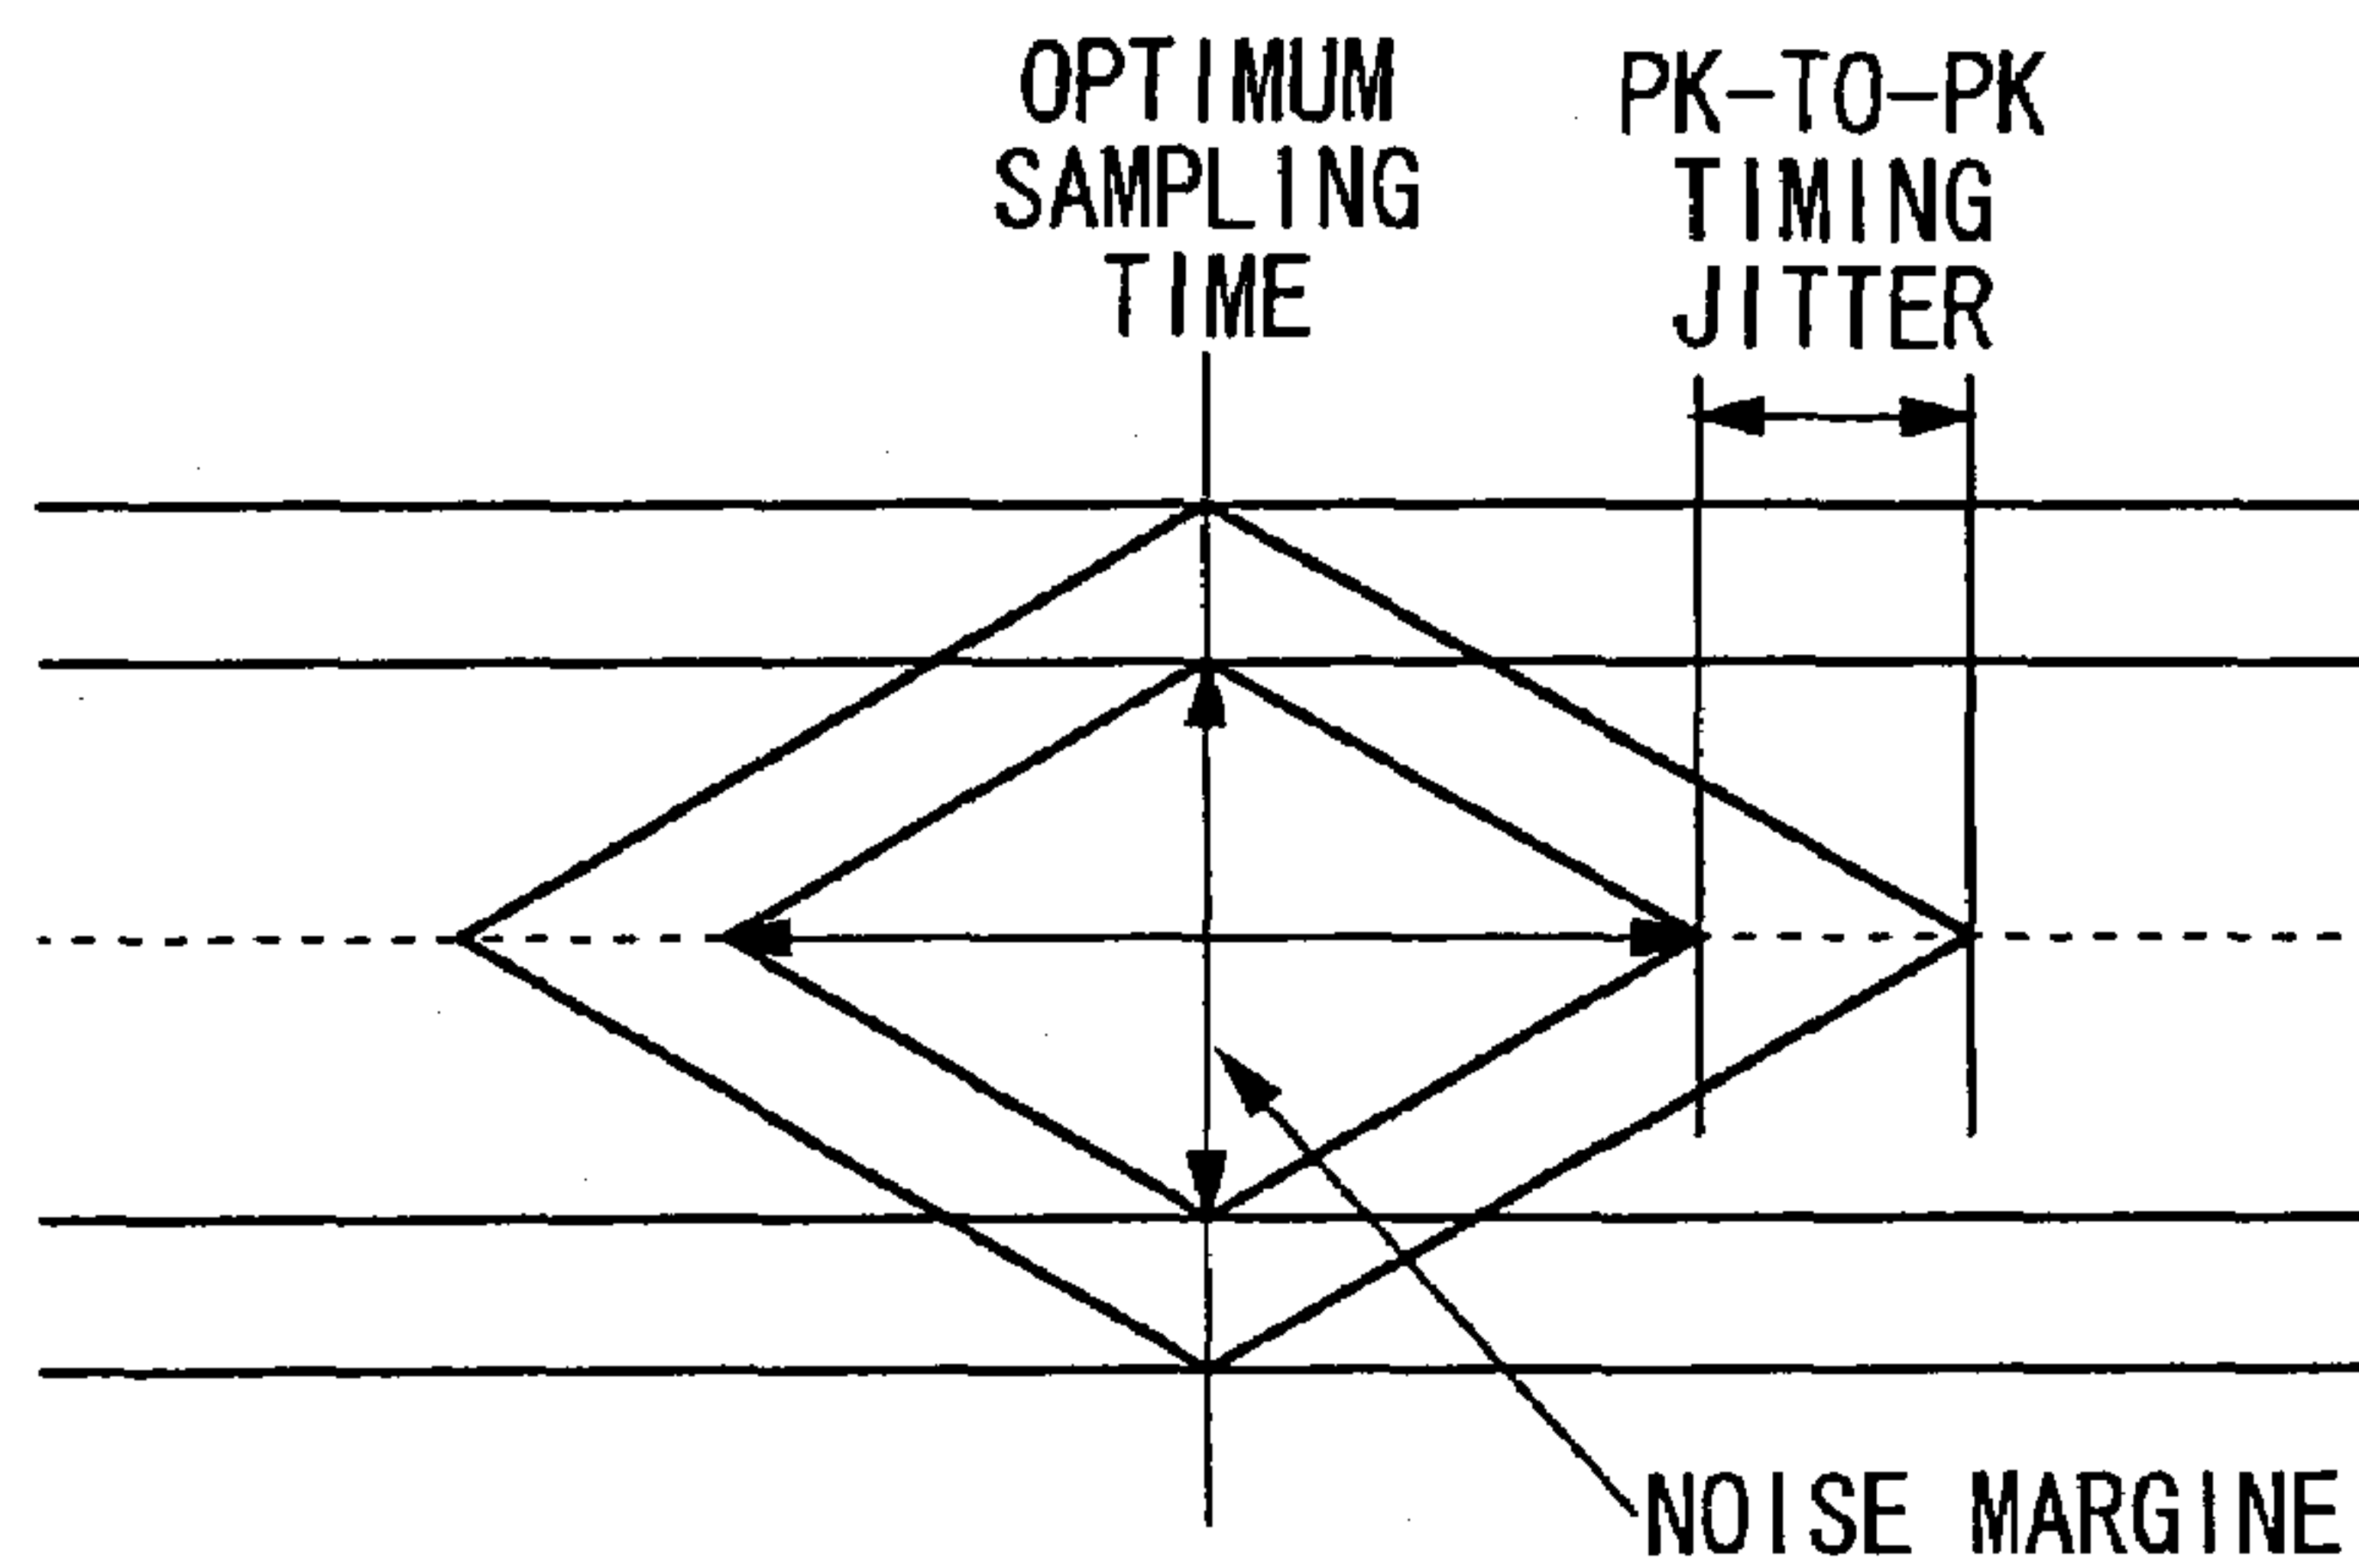 OPTIMUM
SAMPLING
TIME
PK-TO-PK
TIMING
JITTER
NOISE MARGINE